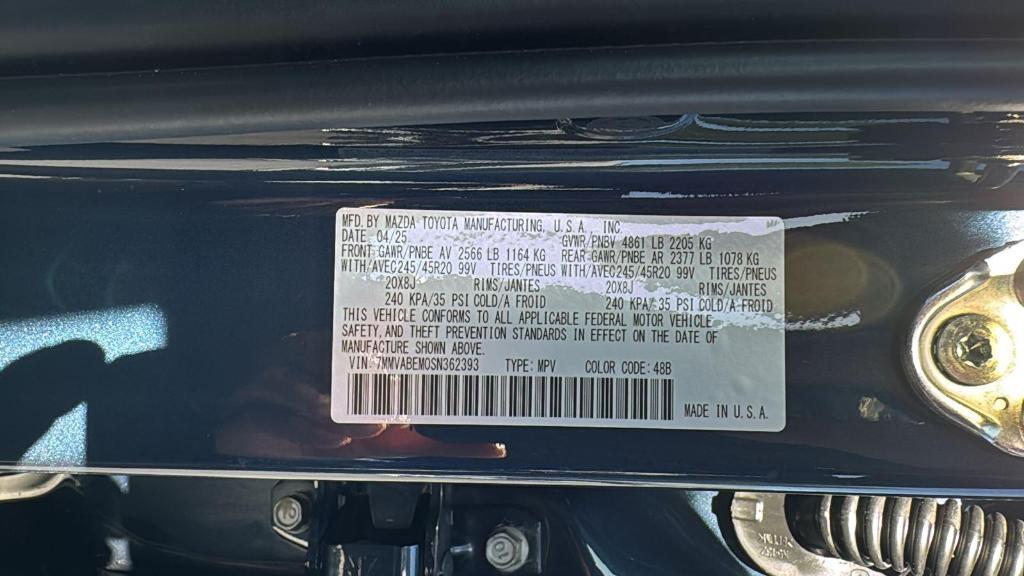 MFD. BY MAZDA TOYOTA MANUFACTURING, U.S.A., INC.
DATE: 04/25 GVWR/PNBV 4861 LB 2205 KG
FRONT GAWR/PNBE AV 2566 LB 1164 KG REAR GAWR/PNBE AR 2377 LB 1078 KG
WITH/AVEC245/45R20 99V TIRES/PNEUS WITH/AVEC245/45R20 99V TIRES/PNEUS
20X8J RIMS/JANTES 20X8J RIMS/JANTES
240 KPA/35 PSI COLD/A FROID 240 KPA/35 PSI COLD/A FROID
THIS VEHICLE CONFORMS TO ALL APPLICABLE FEDERAL MOTOR VEHICLE
SAFETY, AND THEFT PREVENTION STANDARDS IN EFFECT ON THE DATE OF
MANUFACTURE SHOWN ABOVE.
VIN: 7MMVABEM0SN362393 TYPE: MPV COLOR CODE: 48B
MADE IN U.S.A.